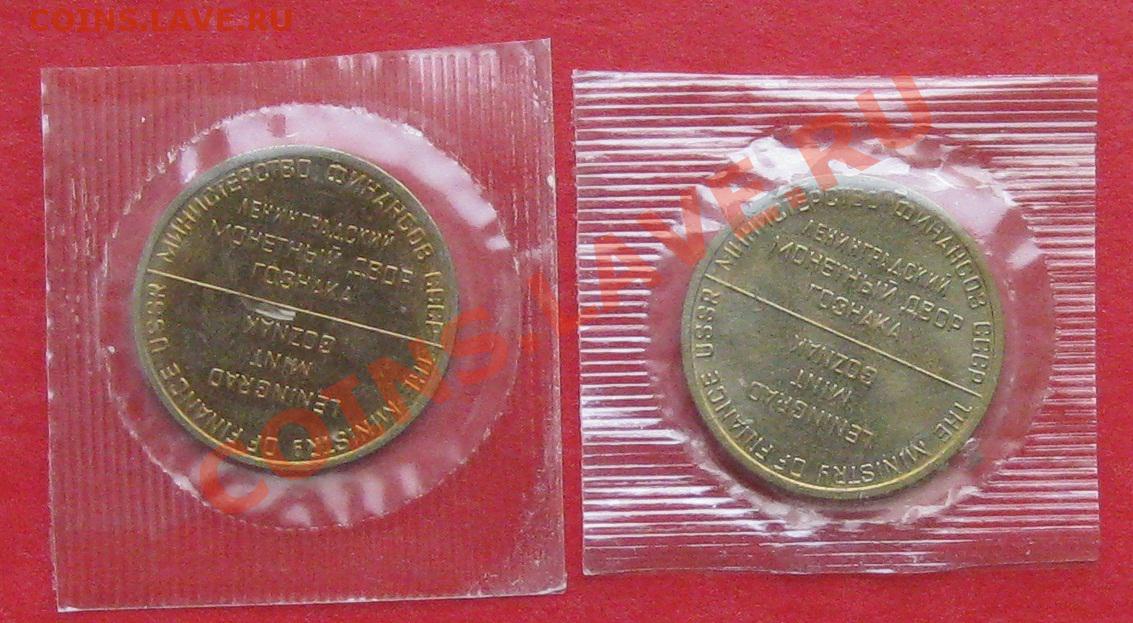 COINS.LAVE.RU
МИНИСТЕРСТВО ФИНАНСОВ СССР
ЛЕНИНГРАДСКИЙ
МОНЕТНЫЙ ДВОР
ГОЗНАКА
THE MINISTRY OF FINANCE USSR
LENINGRAD
MINT
GOZNAK
МИНИСТЕРСТВО ФИНАНСОВ СССР
ЛЕНИНГРАДСКИЙ
МОНЕТНЫЙ ДВОР
ГОЗНАКА
THE MINISTRY OF FINANCE USSR
LENINGRAD
MINT
GOZNAK
COINS.LAVE.RU